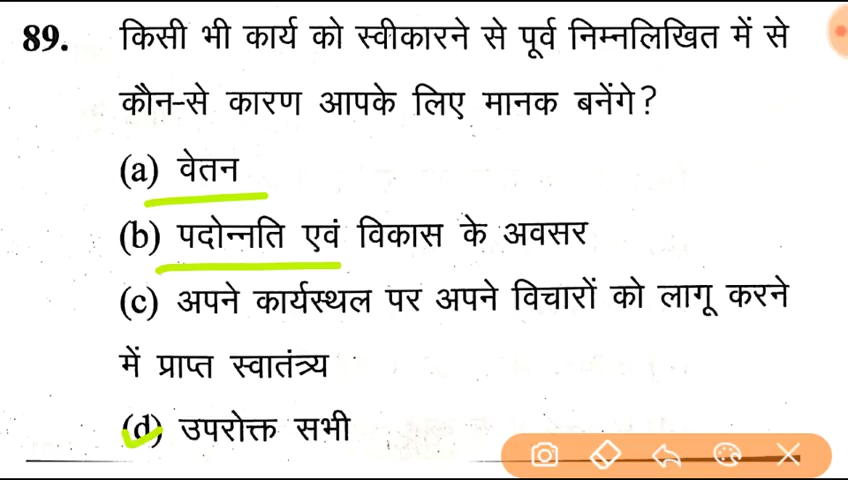 89. किसी भी कार्य को स्वीकारने से पूर्व निम्नलिखित में से
कौन-से कारण आपके लिए मानक बनेंगे?
(a) वेतन
(b) पदोन्नति एवं विकास के अवसर
(c) अपने कार्यस्थल पर अपने विचारों को लागू करने
में प्राप्त स्वातंत्र्य
(d) उपरोक्त सभी